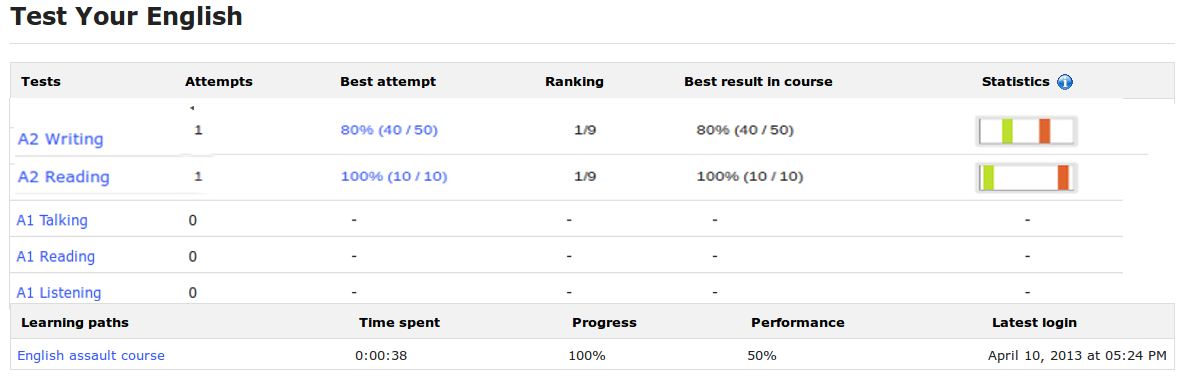 Test Your English
Tests Attempts Best attempt Ranking Best result in course Statistics
A2 Writing 1 80% (40 / 50) 1/9 80% (40 / 50)
A2 Reading 1 100% (10 / 10) 1/9 100% (10 / 10)
A1 Talking 0 - - - -
A1 Reading 0 - - - -
A1 Listening 0 - - - -
Learning paths Time spent Progress Performance Latest login
English assault course 0:00:38 100% 50% April 10, 2013 at 05:24 PM